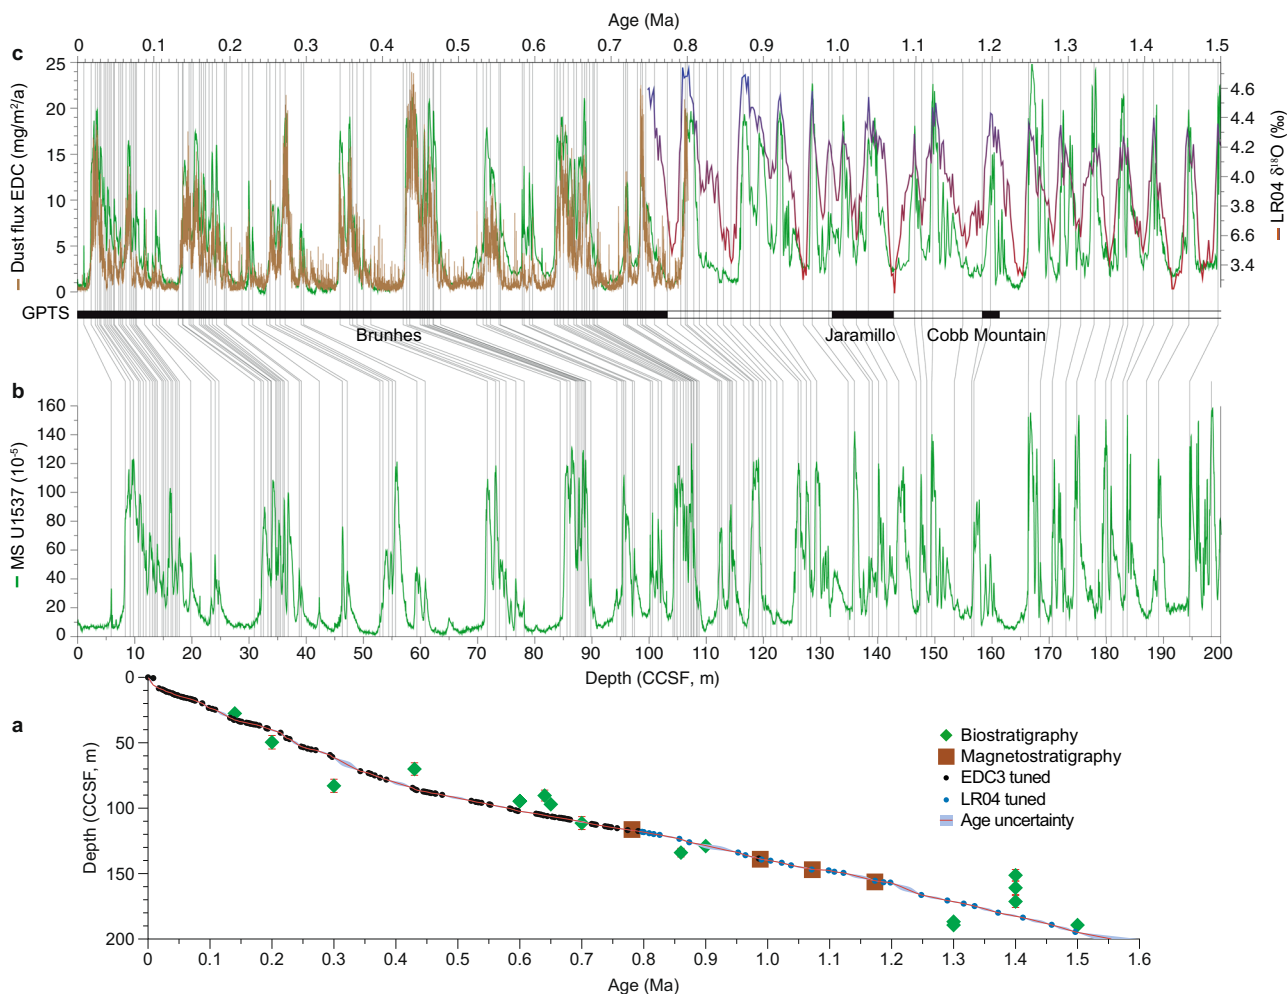 Age (Ma)
0 0.1 0.2 0.3 0.4 0.5 0.6 0.7 0.8 0.9 1.0 1.1 1.2 1.3 1.4 1.5
c
25
20
15
10
5
0
Dust flux EDC (mg/m²/a)
4.6
4.4
4.2
4.0
3.8
6.6
3.4
LR04 δ¹⁸O (‰)
GPTS
Brunhes Jaramillo Cobb Mountain
b
160
140
120
100
80
60
40
20
0
MS U1537 (10⁻⁵)
0 10 20 30 40 50 60 70 80 90 100 110 120 130 140 150 160 170 180 190 200
Depth (CCSF, m)
a
0
50
100
150
200
Depth (CCSF, m)
Biostratigraphy
Magnetostratigraphy
EDC3 tuned
LR04 tuned
Age uncertainty
0 0.1 0.2 0.3 0.4 0.5 0.6 0.7 0.8 0.9 1.0 1.1 1.2 1.3 1.4 1.5 1.6
Age (Ma)